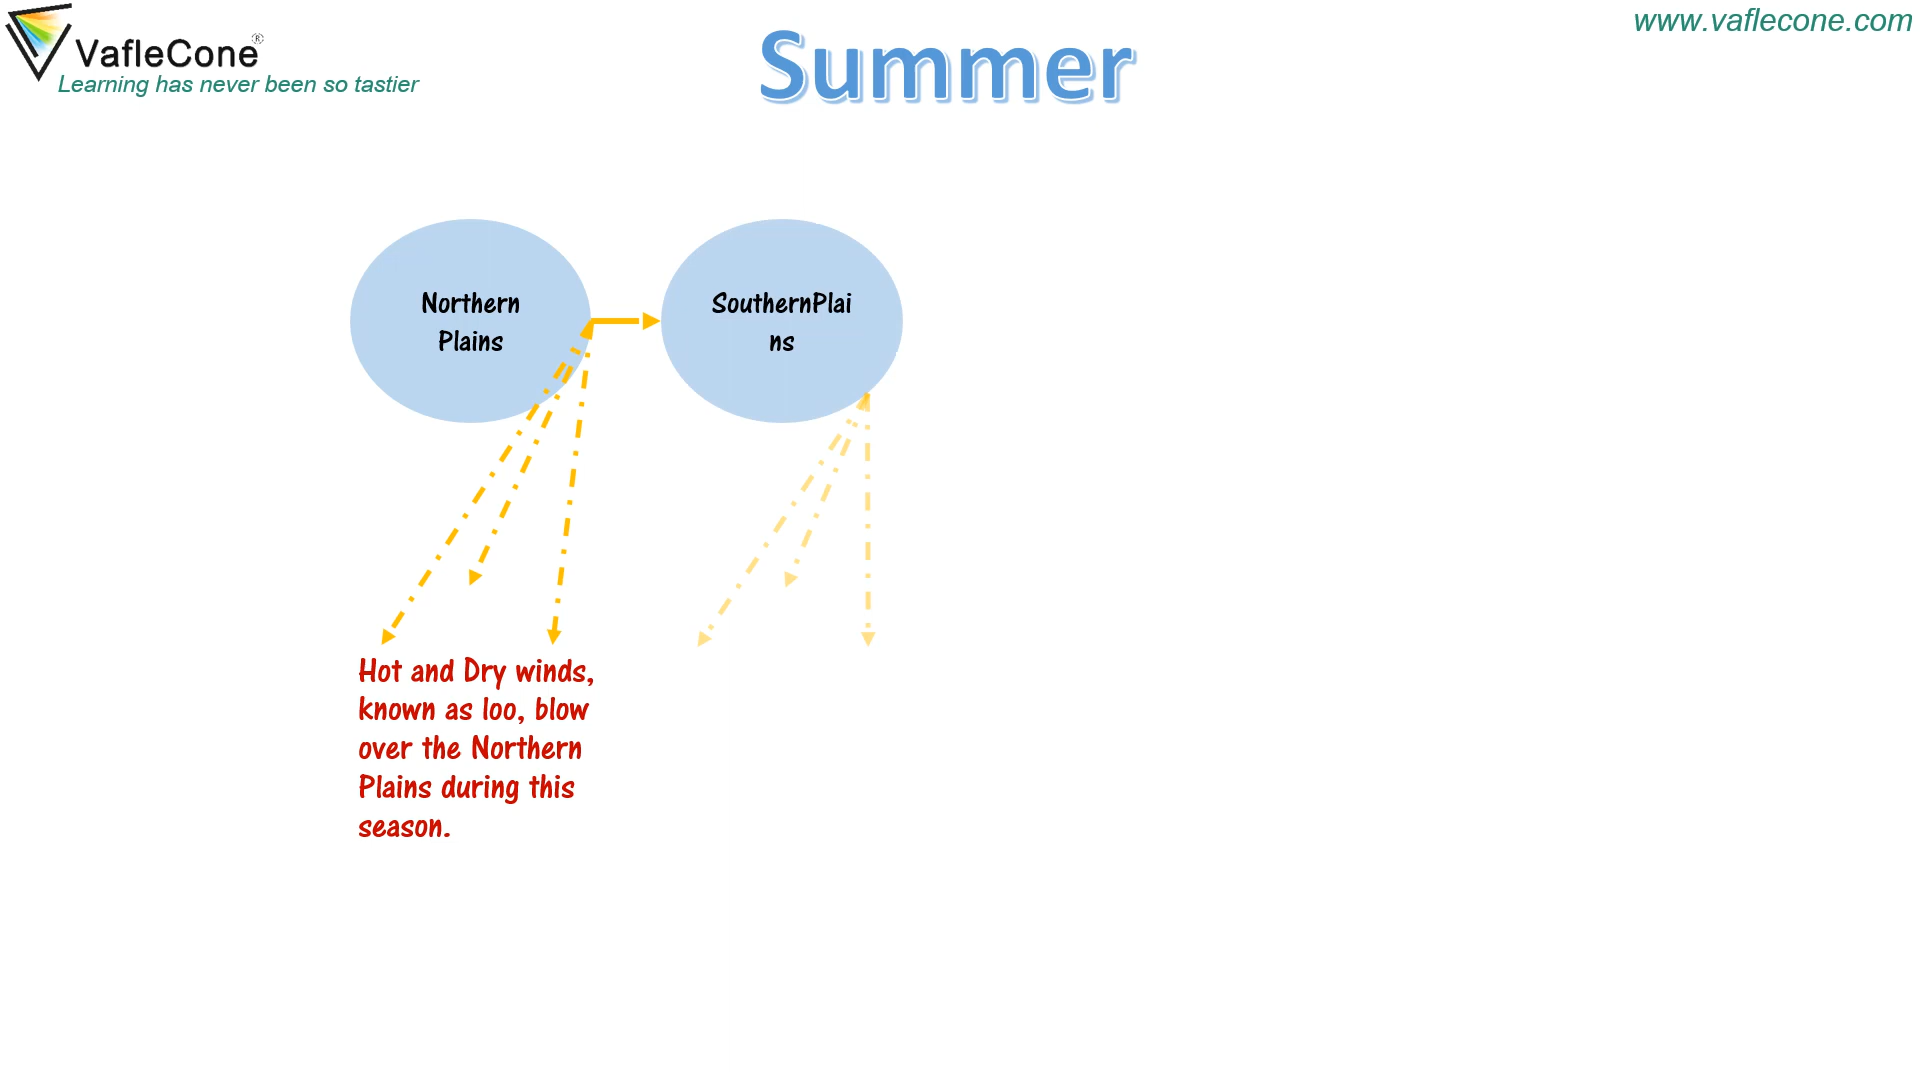 VafleCone®
Learning has never been so tastier
www.vaflecone.com
Summer
Northern
Plains
SouthernPlai
ns
Hot and Dry winds,
known as loo, blow
over the Northern
Plains during this
season.